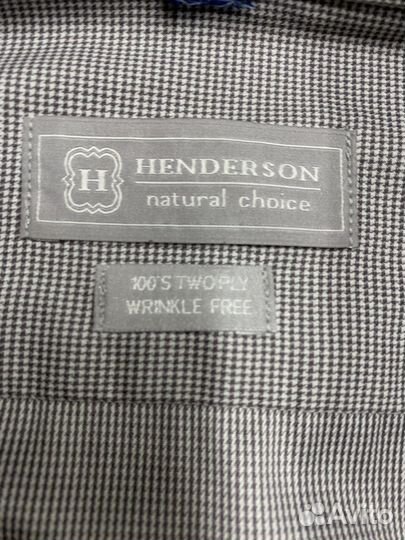 H
HENDERSON
natural choice
100'S TWO PLY
WRINKLE FREE
Avito